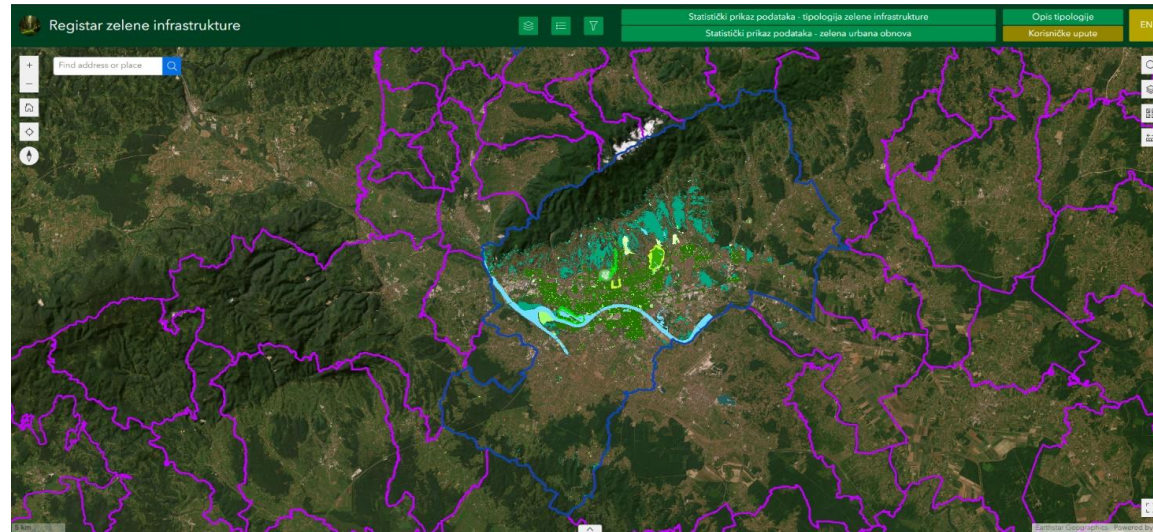 Registar zelene infrastrukture
Statistički prikaz podataka - tipologija zelene infrastrukture
Statistički prikaz podataka - zelena urbana obnova
Opis tipologije
Korisničke upute
EN
Find address or place
5 km
Earthstar Geographics Powered by